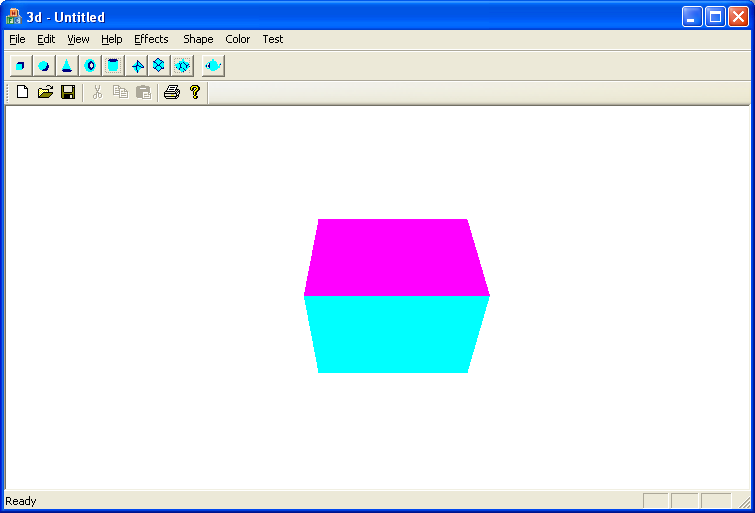 3d - Untitled
File Edit View Help Effects Shape Color Test
Ready